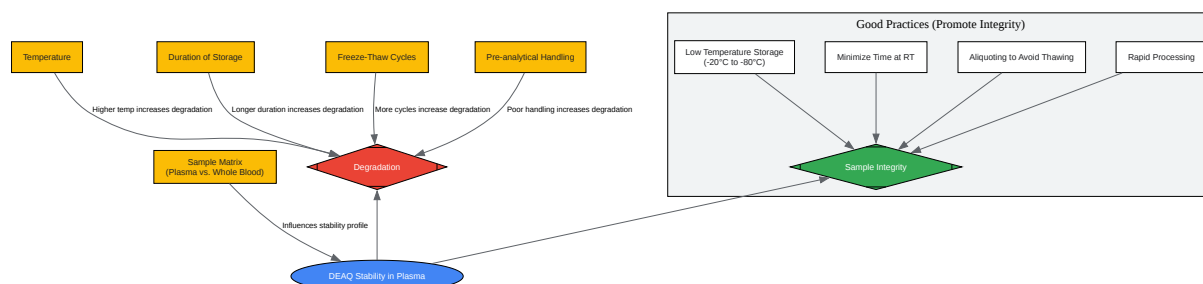 Good Practices (Promote Integrity)
Temperature
Duration of Storage
Freeze-Thaw Cycles
Pre-analytical Handling
Low Temperature Storage
(-20°C to -80°C)
Minimize Time at RT
Aliquoting to Avoid Thawing
Rapid Processing
Higher temp increases degradation
Longer duration increases degradation
More cycles increase degradation
Poor handling increases degradation
Sample Matrix
(Plasma vs. Whole Blood)
Degradation
Sample Integrity
Influences stability profile
DEAQ Stability in Plasma